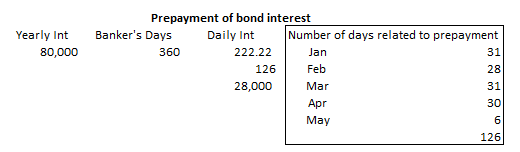 Prepayment of bond interest
Yearly Int Banker's Days Daily Int Number of days related to prepayment
80,000 360 222.22 Jan 31
126 Feb 28
28,000 Mar 31
Apr 30
May 6
126